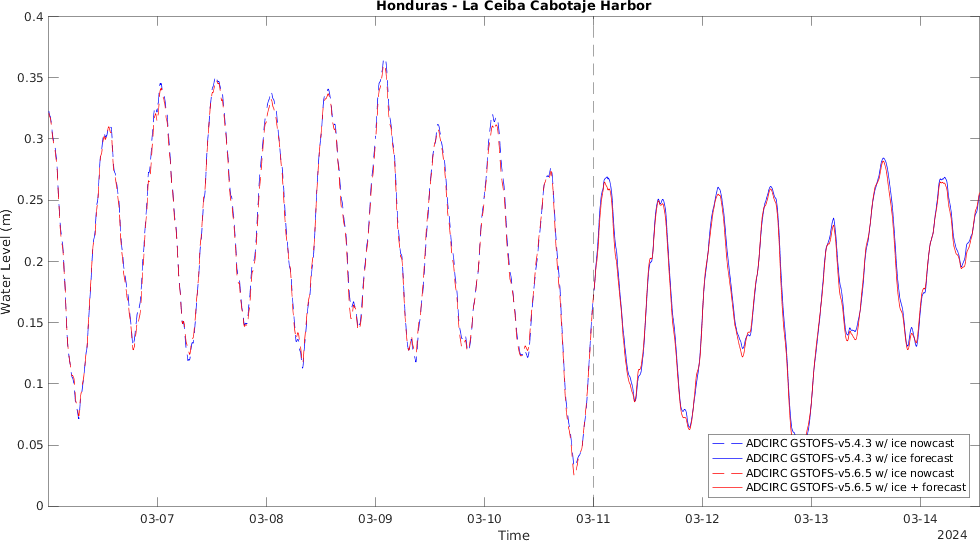 Honduras - La Ceiba Cabotaje Harbor
0.4
0.35
0.3
0.25
0.2
0.15
0.1
0.05
0
Water Level (m)
ADCIRC GSTOFS-v5.4.3 w/ ice nowcast
ADCIRC GSTOFS-v5.4.3 w/ ice forecast
ADCIRC GSTOFS-v5.6.5 w/ ice nowcast
ADCIRC GSTOFS-v5.6.5 w/ ice + forecast
03-07 03-08 03-09 03-10 03-11 03-12 03-13 03-14
Time
2024